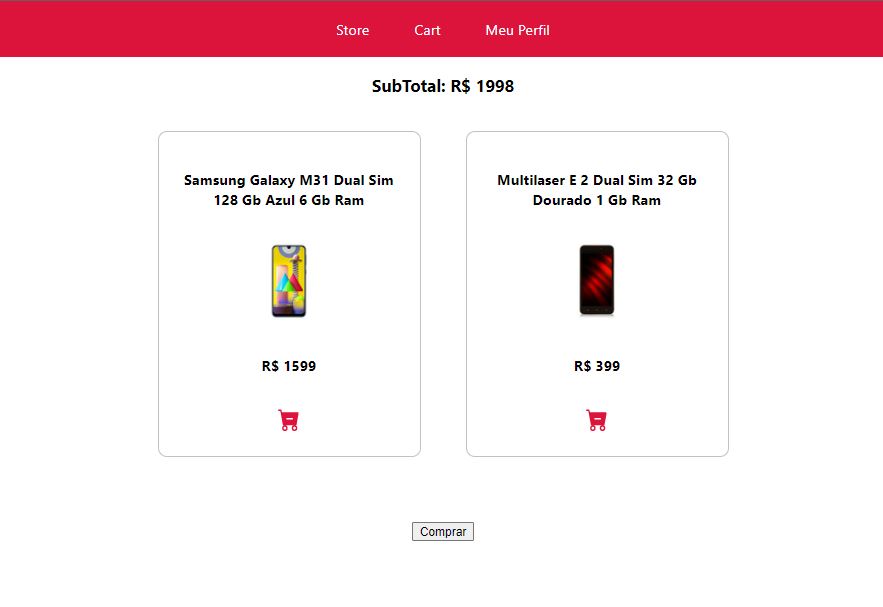 Store Cart Meu Perfil
SubTotal: R$ 1998
Samsung Galaxy M31 Dual Sim
128 Gb Azul 6 Gb Ram
R$ 1599
Multilaser E 2 Dual Sim 32 Gb
Dourado 1 Gb Ram
R$ 399
Comprar